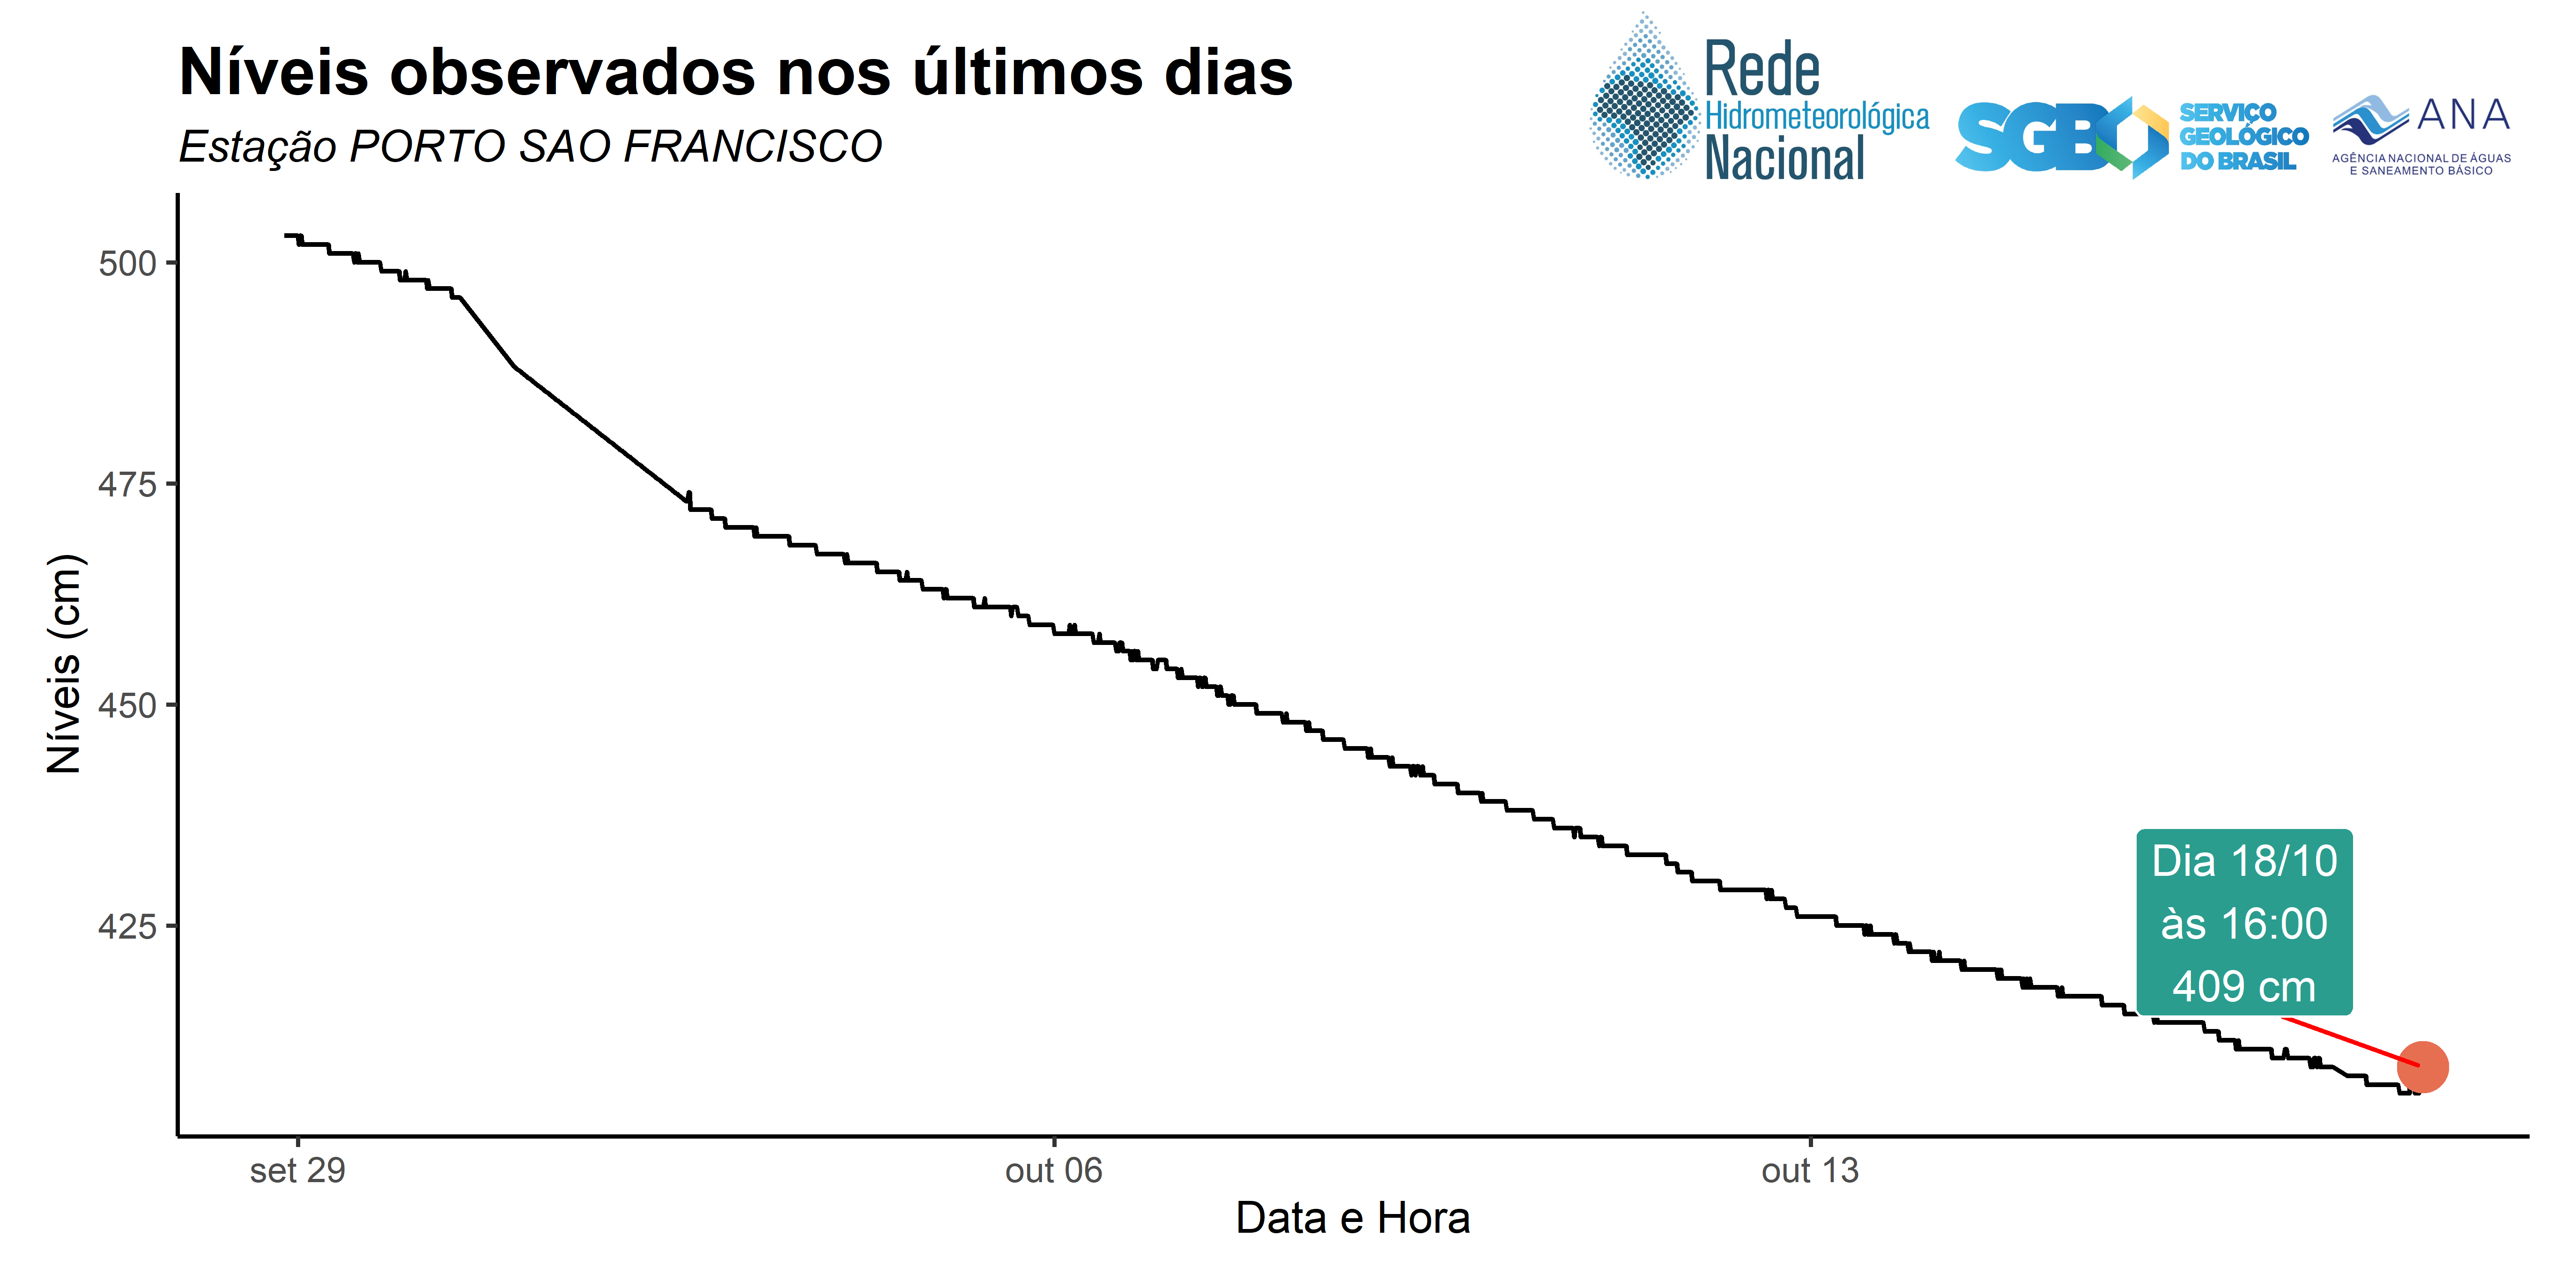 Níveis observados nos últimos dias
Estação PORTO SAO FRANCISCO
Rede
Hidrometeorológica
Nacional
SGB
SERVIÇO
GEOLÓGICO
DO BRASIL
ANA
AGÊNCIA NACIONAL DE ÁGUAS
E SANEAMENTO BÁSICO
Níveis (cm)
500
475
450
425
Dia 18/10
às 16:00
409 cm
set 29
out 06
out 13
Data e Hora